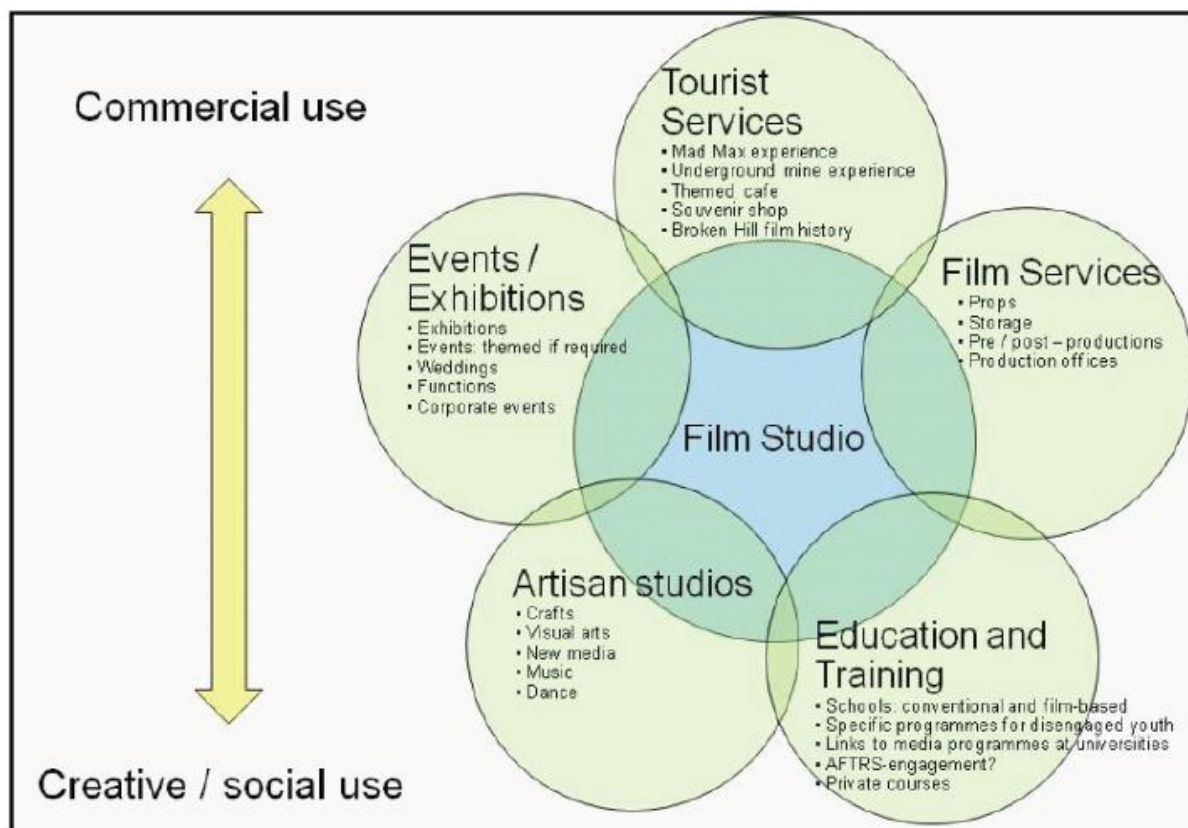 Commercial use
Creative / social use
Tourist
Services
▪ Mad Max experience
▪ Underground mine experience
▪ Themed cafe
▪ Souvenir shop
▪ Broken Hill film history
Events /
Exhibitions
▪ Exhibitions
▪ Events: themed if required
▪ Weddings
▪ Functions
▪ Corporate events
Film Services
▪ Props
▪ Storage
▪ Pre / post – productions
▪ Production offices
Film Studio
Artisan studios
▪ Crafts
▪ Visual arts
▪ New media
▪ Music
▪ Dance
Education and
Training
▪ Schools: conventional and film-based
▪ Specific programmes for disengaged youth
▪ Links to media programmes at universiities
▪ AFTRS-engagement?
▪ Private courses